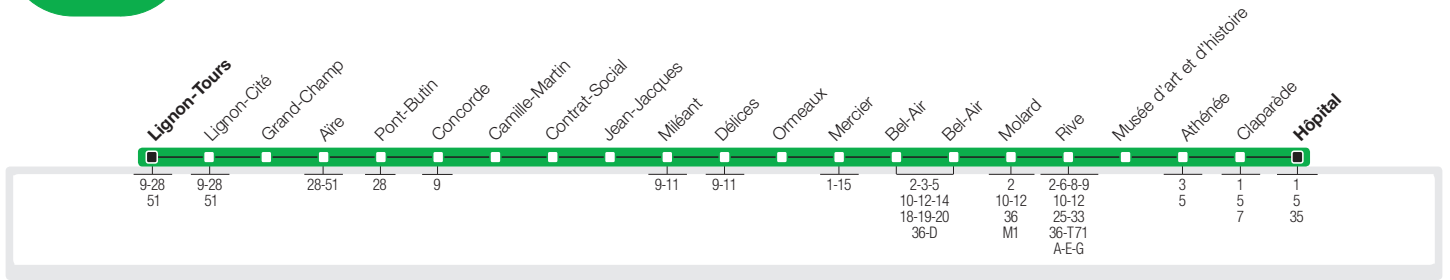 Lignon-Tours
Lignon-Cité
Grand-Champ
Aïre
Pont-Butin
Concorde
Camille-Martin
Contrat-Social
Jean-Jacques
Miléant
Délices
Ormeaux
Mercier
Bel-Air
Bel-Air
Molard
Rive
Musée d'art et d'histoire
Athénée
Claparède
Hôpital
9-28
51
9-28
51
28-51
28
9
9-11
9-11
1-15
2-3-5
10-12-14
18-19-20
36-D
2
10-12
36
M1
2-6-8-9
10-12
25-33
36-T71
A-E-G
3
5
1
5
7
1
5
35